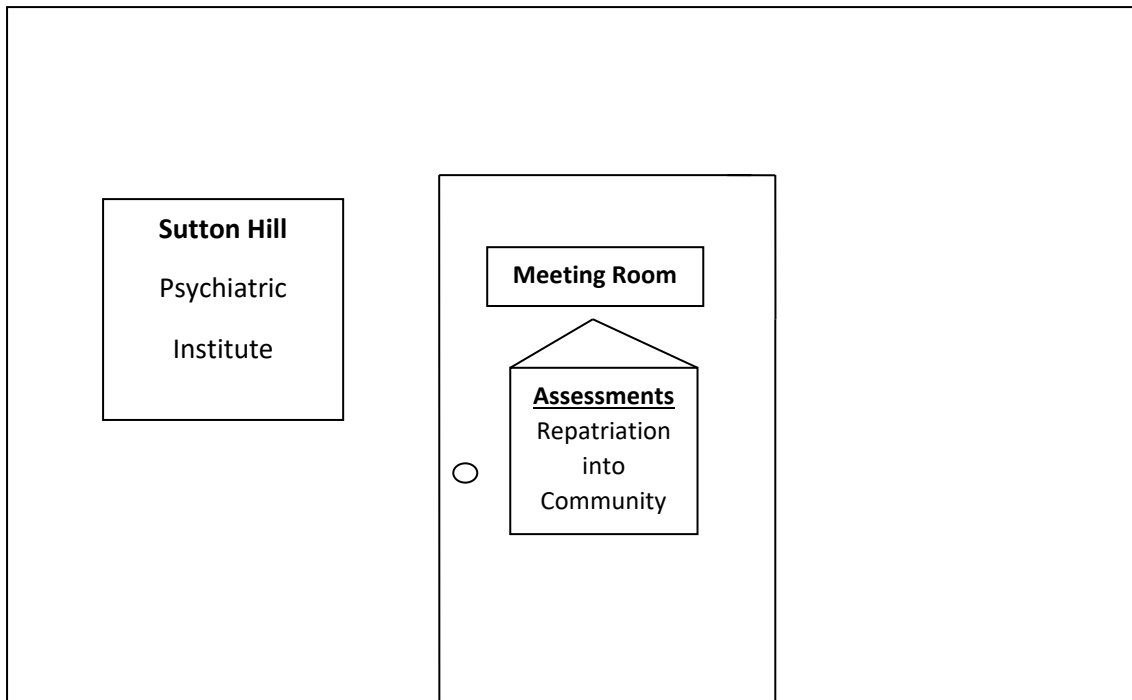 Sutton Hill
Psychiatric
Institute
Meeting Room
Assessments
Repatriation
into
Community